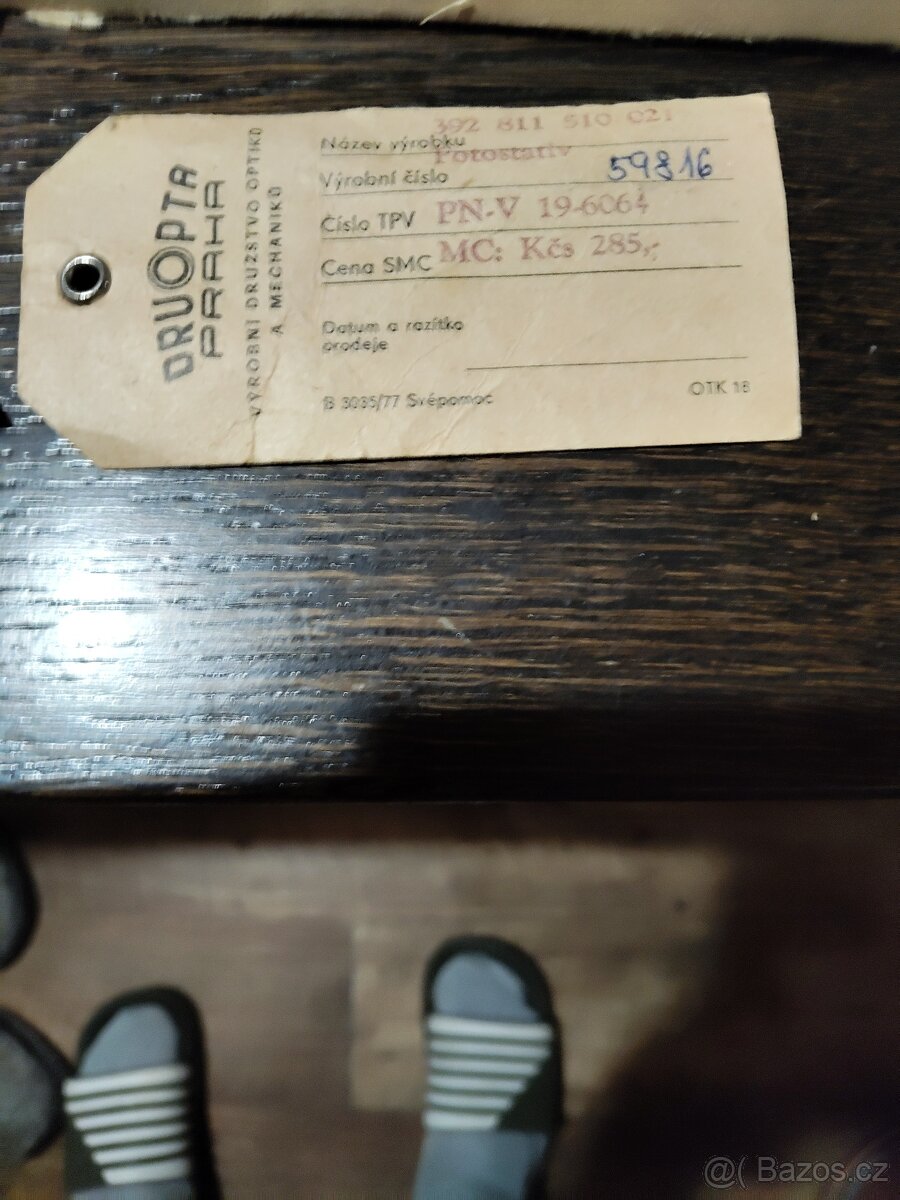 DRUOPTA
PRAHA
VÝROBNÍ DRUŽSTVO OPTIKŮ
A MECHANIKŮ
392 811 510 021
Název výrobku Fotostativ
Výrobní číslo 59816
Číslo TPV PN-V 19-6064
Cena SMC MC: Kčs 285,-
Datum a razítko
prodeje
B 3035/77 Svépomoc
OTK 18
@( Bazos.cz